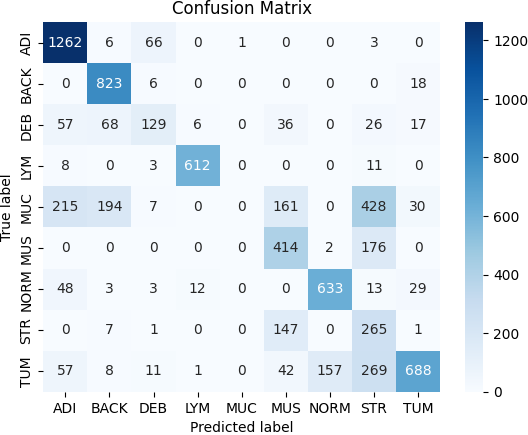 Confusion Matrix
True label
ADI 1262 6 66 0 1 0 0 3 0
BACK 0 823 6 0 0 0 0 0 18
DEB 57 68 129 6 0 36 0 26 17
LYM 8 0 3 612 0 0 0 11 0
MUC 215 194 7 0 0 161 0 428 30
MUS 0 0 0 0 0 414 2 176 0
NORM 48 3 3 12 0 0 633 13 29
STR 0 7 1 0 0 147 0 265 1
TUM 57 8 11 1 0 42 157 269 688
ADI BACK DEB LYM MUC MUS NORM STR TUM
Predicted label
1200
1000
800
600
400
200
0